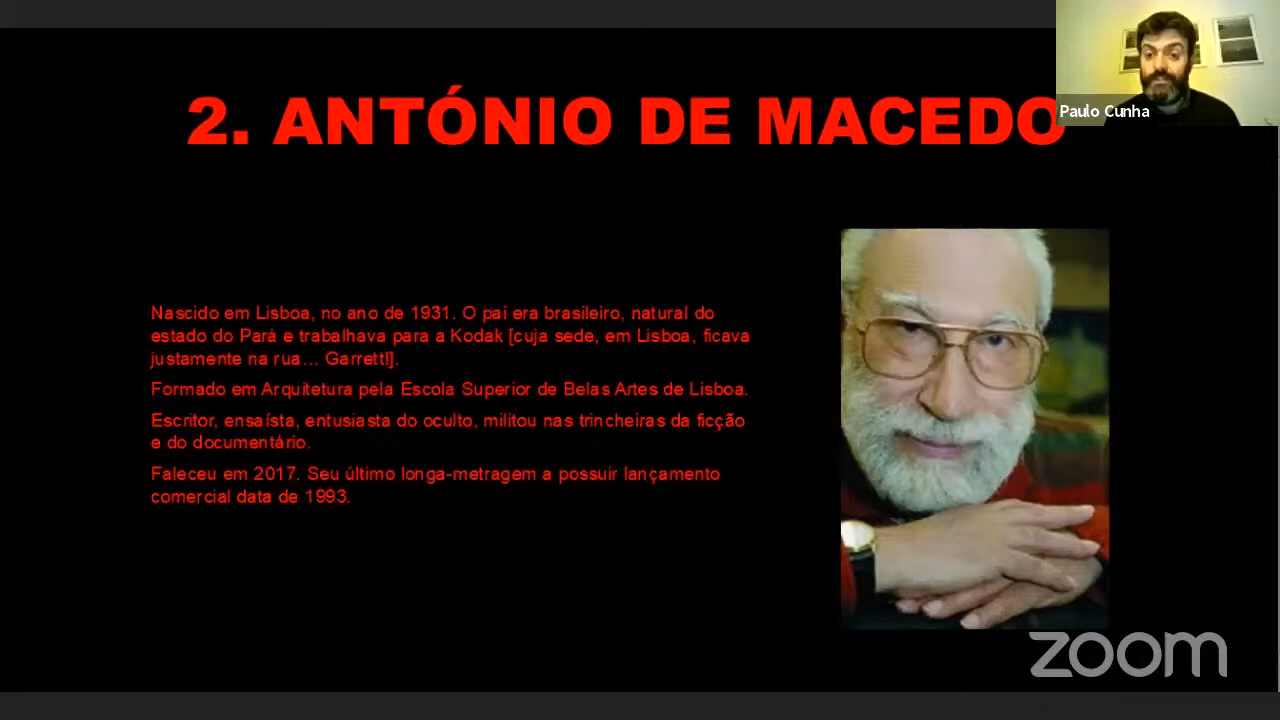 2. ANTÓNIO DE MACEDO
Paulo Cunha
Nascido em Lisboa, no ano de 1931. O pai era brasileiro, natural do
estado do Pará e trabalhava para a Kodak [cuja sede, em Lisboa, ficava
justamente na rua... Garrett!].
Formado em Arquitetura pela Escola Superior de Belas Artes de Lisboa.
Escritor, ensaísta, entusiasta do oculto, militou nas trincheiras da ficção
e do documentário.
Faleceu em 2017. Seu último longa-metragem a possuir lançamento
comercial data de 1993.
zoom